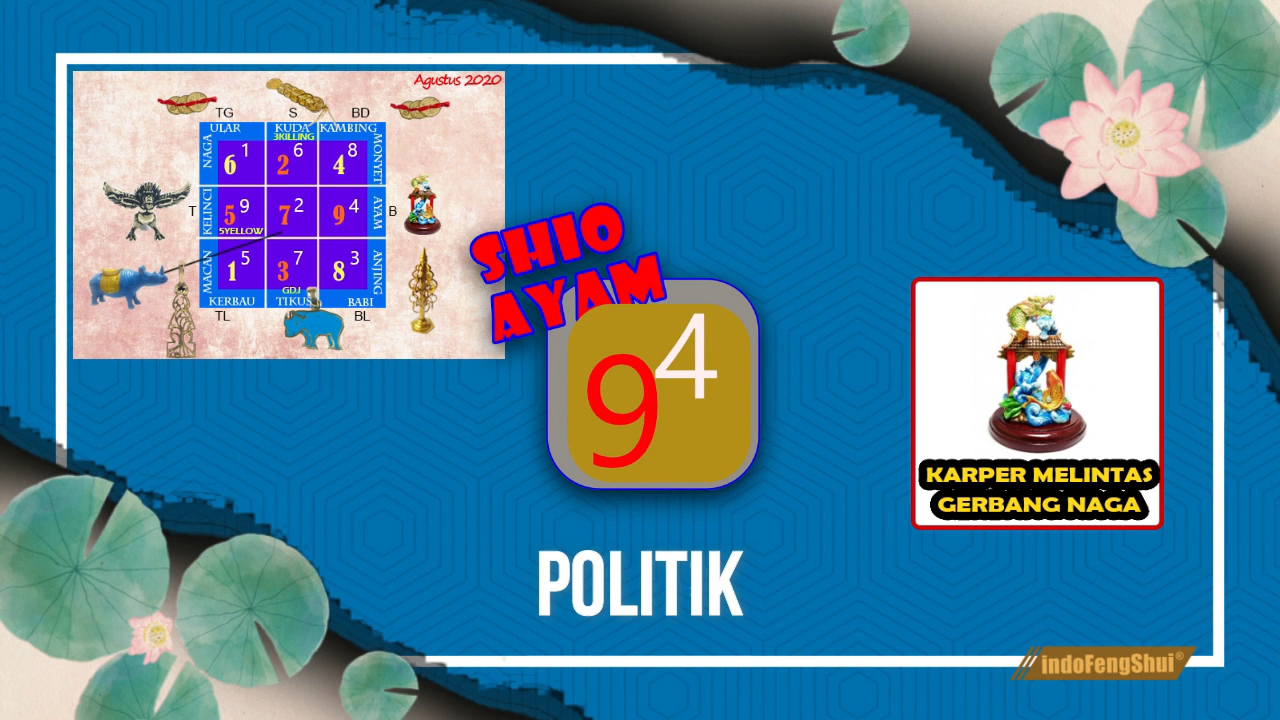 Agustus 2020
TG S BD
ULAR KUDA KAMBING
3KILLING
NAGA 6 1 2 6 4 8 MONYET
T KELINCI 5 9 7 2 9 4 AYAM B
5YELLOW
MACAN 1 5 3 7 8 3 ANJING
GDJ
KERBAU TIKUS BABI
TL BL
SHIO
AYAM
9 4
KARPER MELINTAS
GERBANG NAGA
POLITIK
indoFengShui®